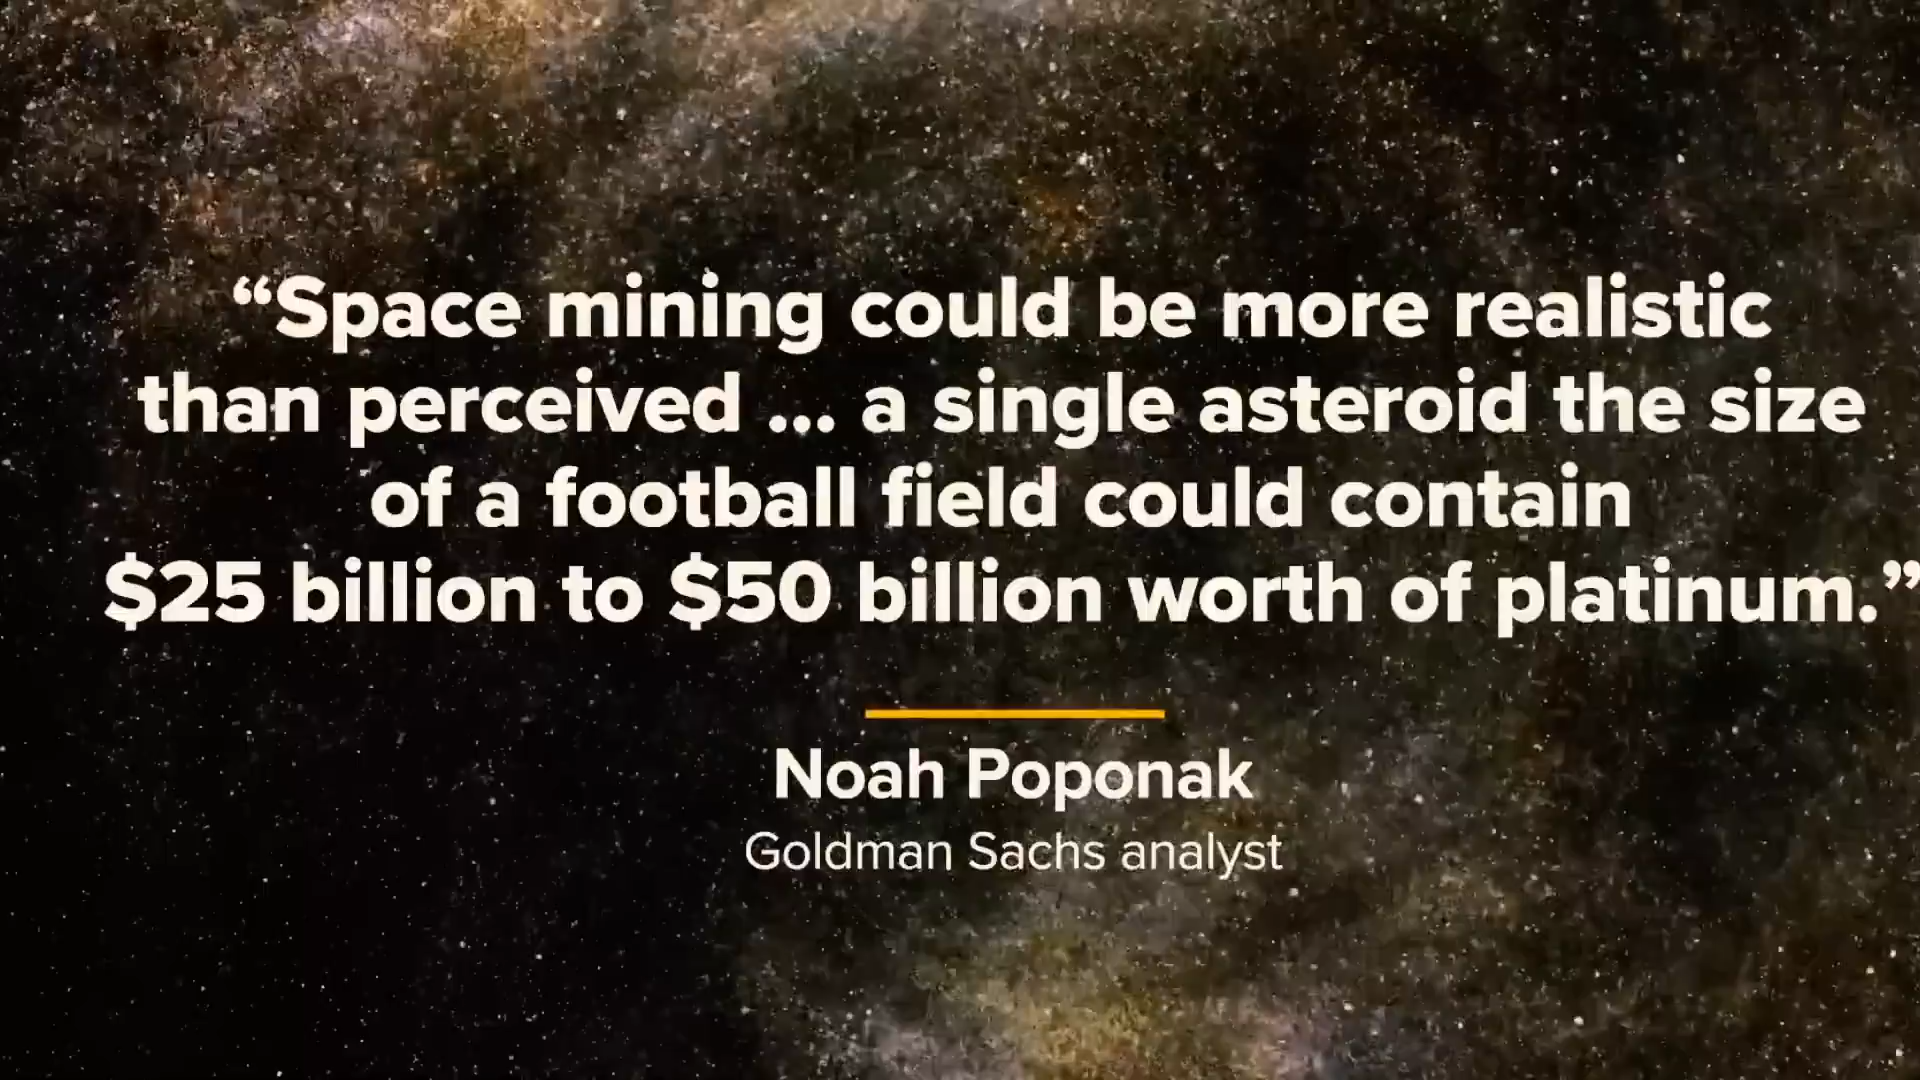 “Space mining could be more realistic
than perceived ... a single asteroid the size
of a football field could contain
$25 billion to $50 billion worth of platinum.”
Noah Poponak
Goldman Sachs analyst